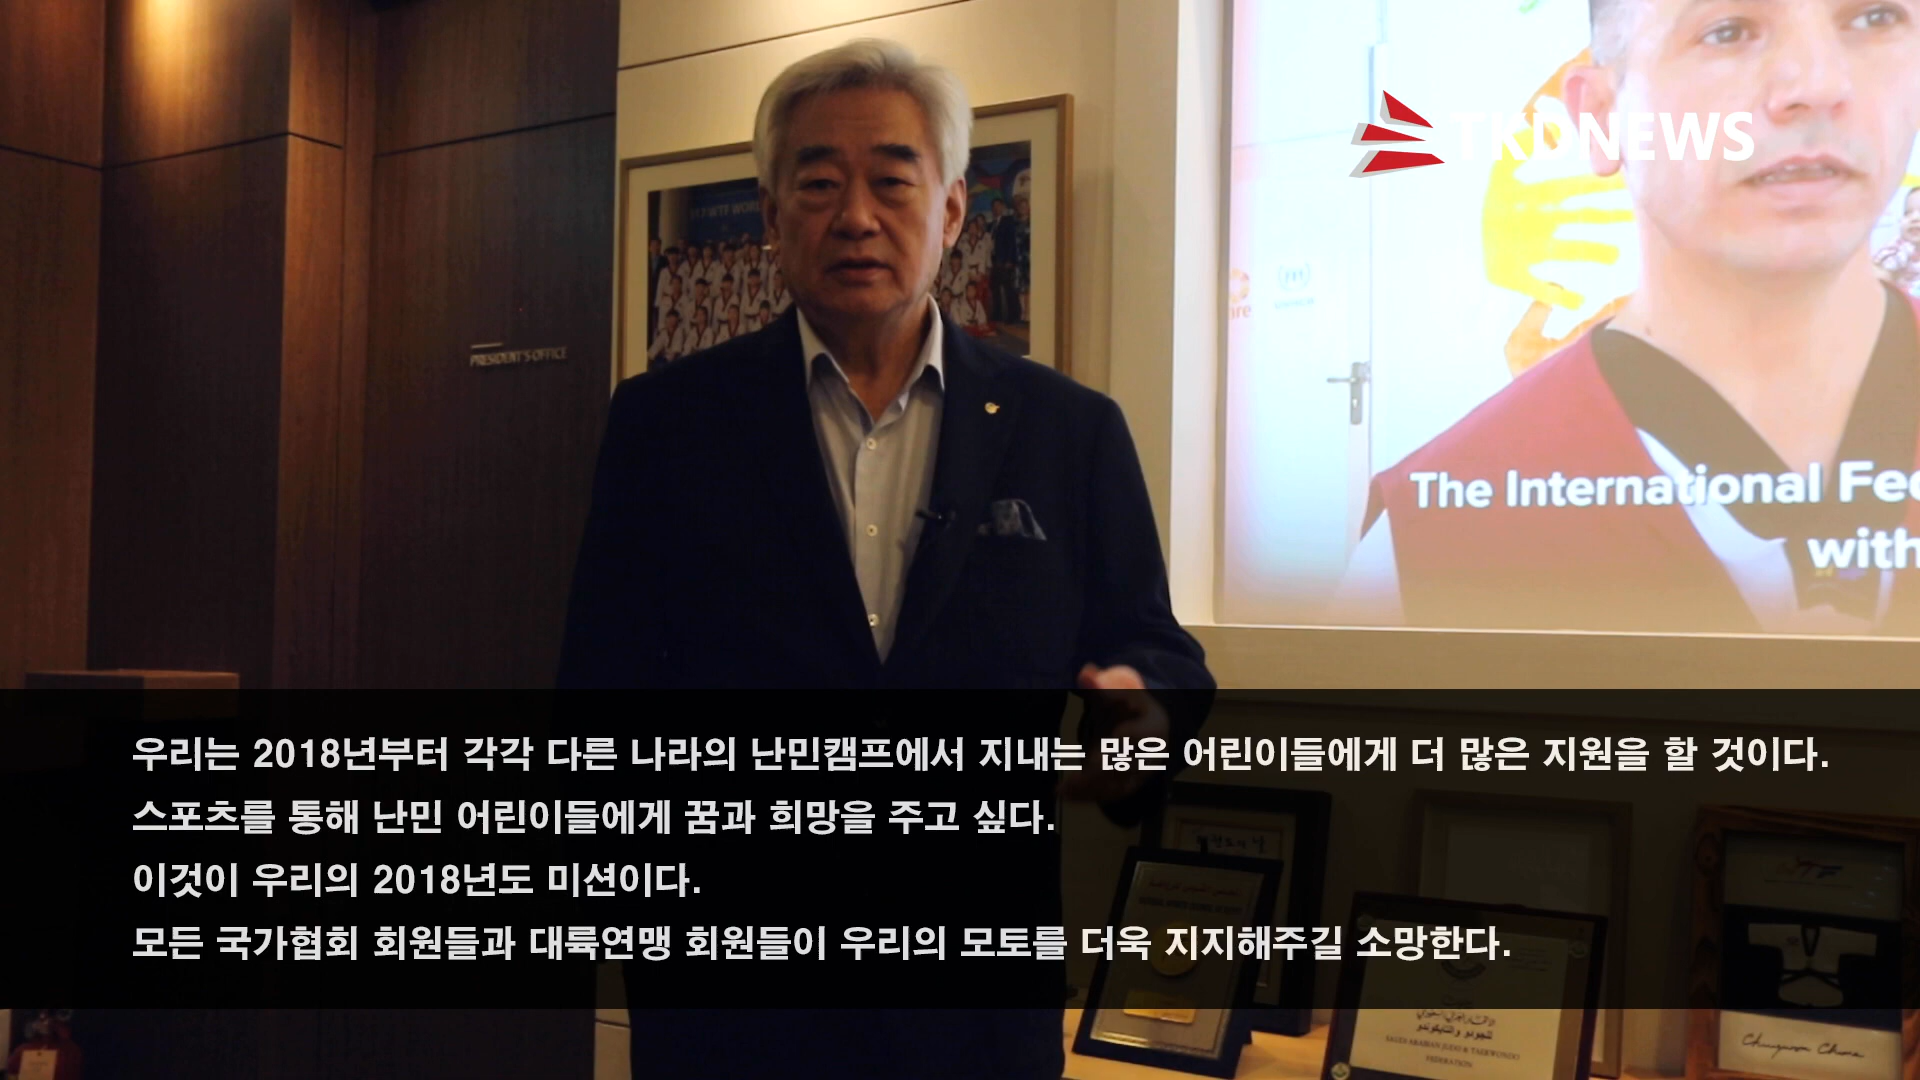 TKDNEWS
PRESIDENT'S OFFICE
The International Fed
with
우리는 2018년부터 각각 다른 나라의 난민캠프에서 지내는 많은 어린이들에게 더 많은 지원을 할 것이다.
스포츠를 통해 난민 어린이들에게 꿈과 희망을 주고 싶다.
이것이 우리의 2018년도 미션이다.
모든 국가협회 회원들과 대륙연맹 회원들이 우리의 모토를 더욱 지지해주길 소망한다.
SAUDI ARABIAN JUDO & TAEKWONDO
FEDERATION